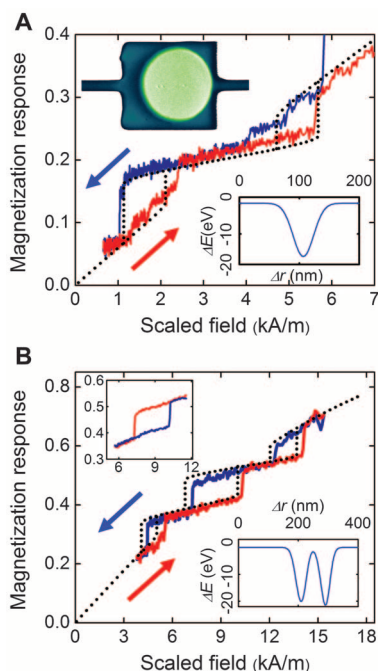 A
Magnetization response
0.4
0.3
0.2
0.1
0.0
0 1 2 3 4 5 6 7
Scaled field (kA/m)
0 100 200
0
-10
-20
ΔE(eV)
Δr (nm)
B
Magnetization response
0.8
0.6
0.4
0.2
0.0
0 3 6 9 12 15 18
Scaled field (kA/m)
0.6
0.5
0.4
0.3
6 9 12
Δr (nm)
0 200 400
0
-10
-20
ΔE(eV)